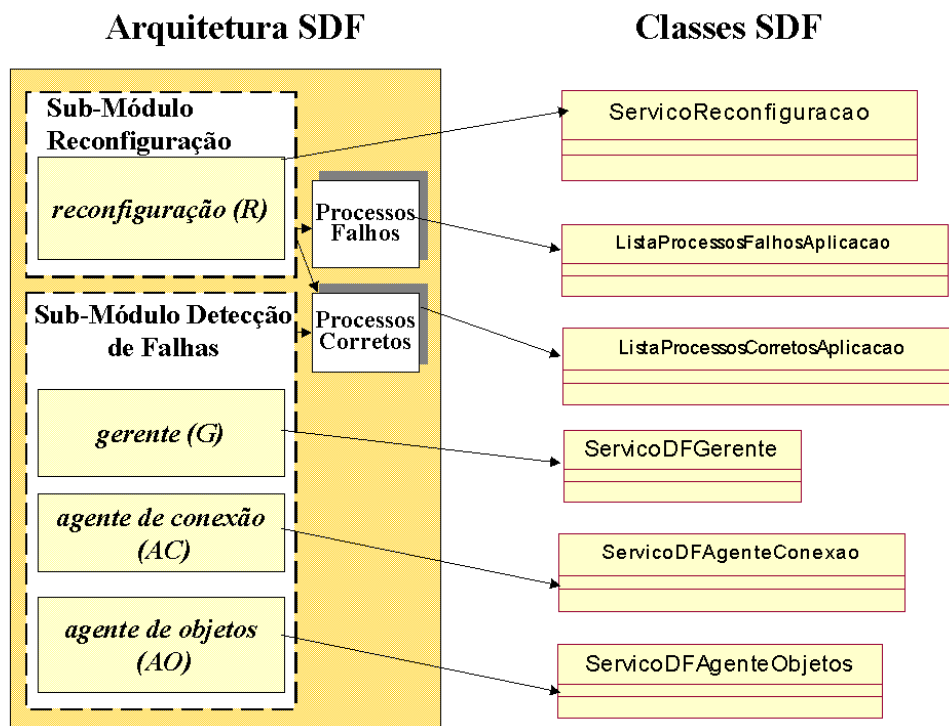 Arquitetura SDF
Classes SDF
Sub-Módulo
Reconfiguração
reconfiguração (R)
Processos
Falhos
Sub-Módulo Detecção
de Falhas
Processos
Corretos
gerente (G)
agente de conexão
(AC)
agente de objetos
(AO)
ServicoReconfiguracao
ListaProcessosFalhosAplicacao
ListaProcessosCorretosAplicacao
ServicoDFGerente
ServicoDFAgenteConexao
ServicoDFAgenteObjetos